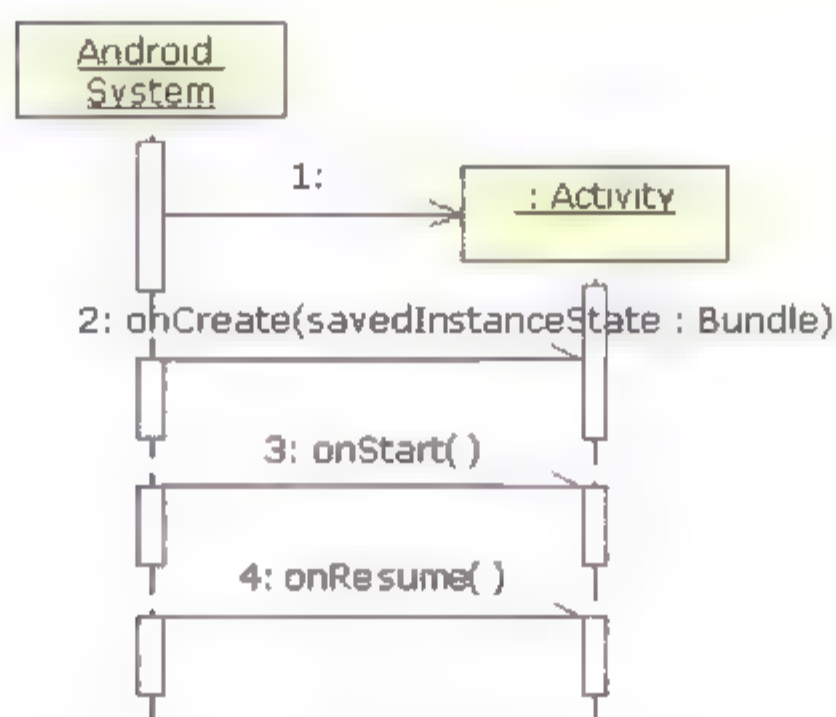 Android
System
1:
: Activity
2: onCreate(savedInstanceState : Bundle)
3: onStart( )
4: onResume( )